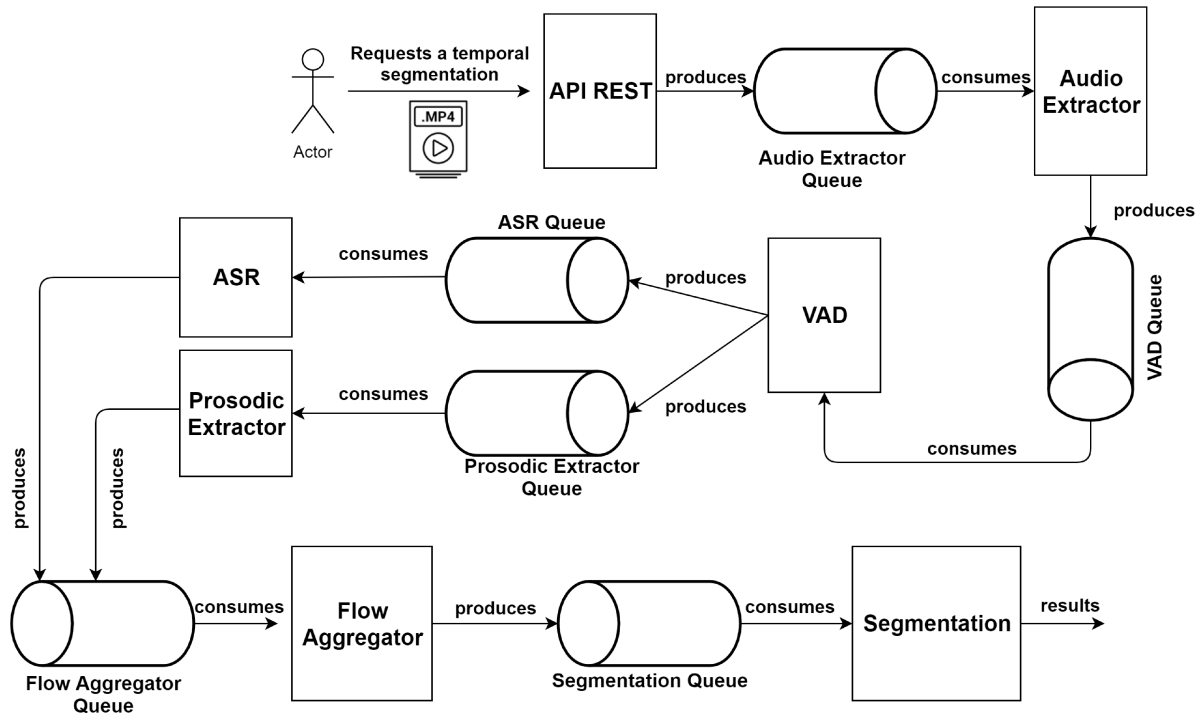 Requests a temporal
segmentation
.MP4
Actor
API REST
produces
consumes
Audio
Extractor
Audio Extractor
Queue
produces
ASR Queue
consumes
ASR
produces
VAD
VAD Queue
Prosodic
Extractor
consumes
produces
Prosodic Extractor
Queue
consumes
produces
produces
consumes
Flow
Aggregator
produces
consumes
Segmentation
results
Flow Aggregator
Queue
Segmentation Queue